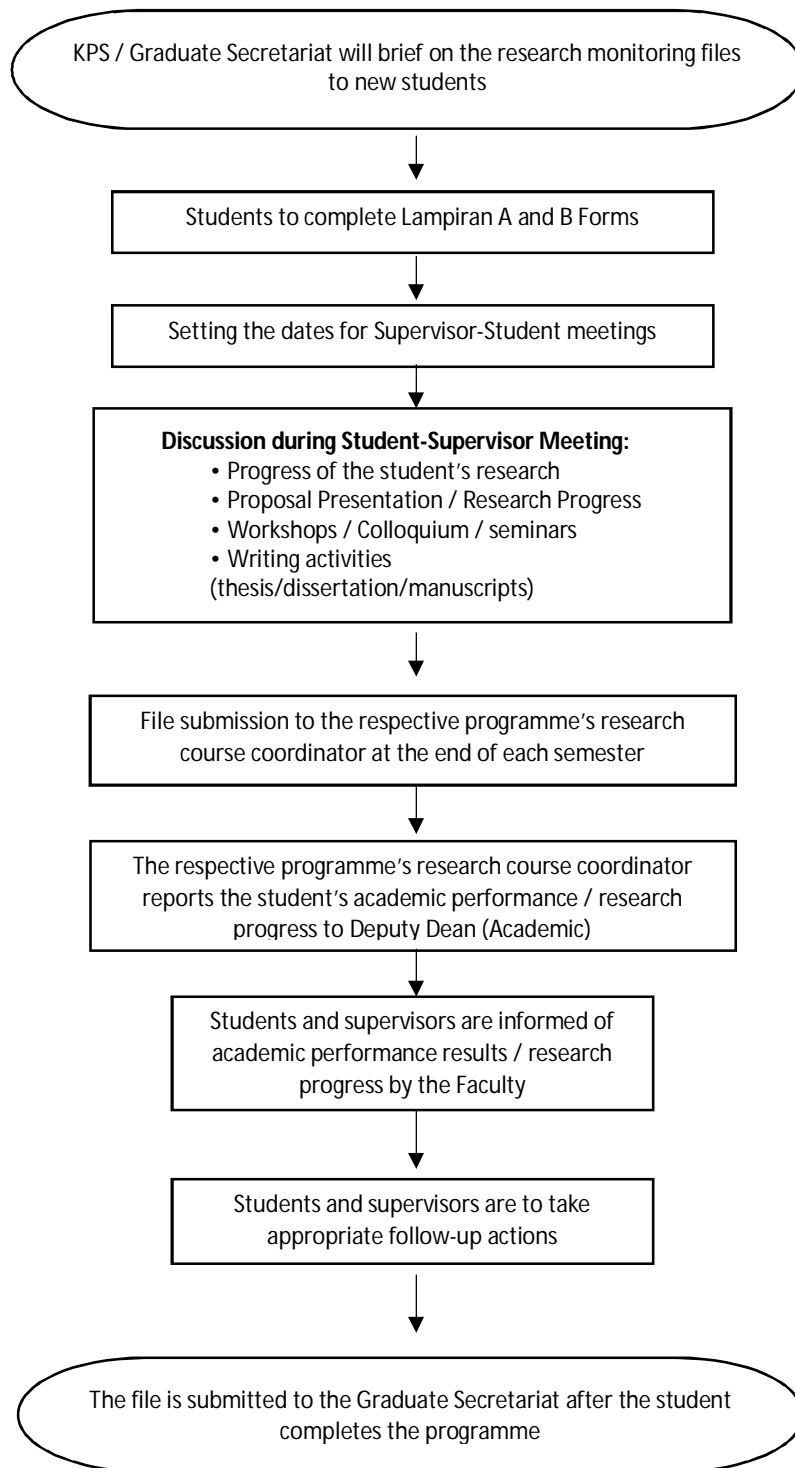 KPS / Graduate Secretariat will brief on the research monitoring files
to new students
Students to complete Lampiran A and B Forms
Setting the dates for Supervisor-Student meetings
Discussion during Student-Supervisor Meeting:
• Progress of the student's research
• Proposal Presentation / Research Progress
• Workshops / Colloquium / seminars
• Writing activities
(thesis/dissertation/manuscripts)
File submission to the respective programme's research
course coordinator at the end of each semester
The respective programme's research course coordinator
reports the student's academic performance / research
progress to Deputy Dean (Academic)
Students and supervisors are informed of
academic performance results / research
progress by the Faculty
Students and supervisors are to take
appropriate follow-up actions
The file is submitted to the Graduate Secretariat after the student
completes the programme